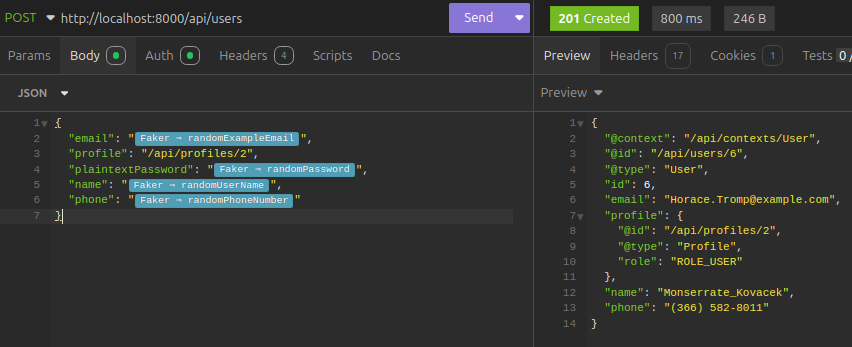 POST http://localhost:8000/api/users Send 201 Created 800 ms 246 B
Params Body Auth Headers 4 Scripts Docs
Preview Headers 17 Cookies 1 Tests 0 /
JSON
Preview
1 {
2 "email": "Faker → randomExampleEmail",
3 "profile": "/api/profiles/2",
4 "plaintextPassword": "Faker → randomPassword",
5 "name": "Faker → randomUserName",
6 "phone": "Faker → randomPhoneNumber"
7 }
1 {
2 "@context": "/api/contexts/User",
3 "@id": "/api/users/6",
4 "@type": "User",
5 "id": 6,
6 "email": "Horace.Tromp@example.com",
7 "profile": {
8 "@id": "/api/profiles/2",
9 "@type": "Profile",
10 "role": "ROLE_USER"
11 },
12 "name": "Monserrate_Kovacek",
13 "phone": "(366) 582-8011"
14 }